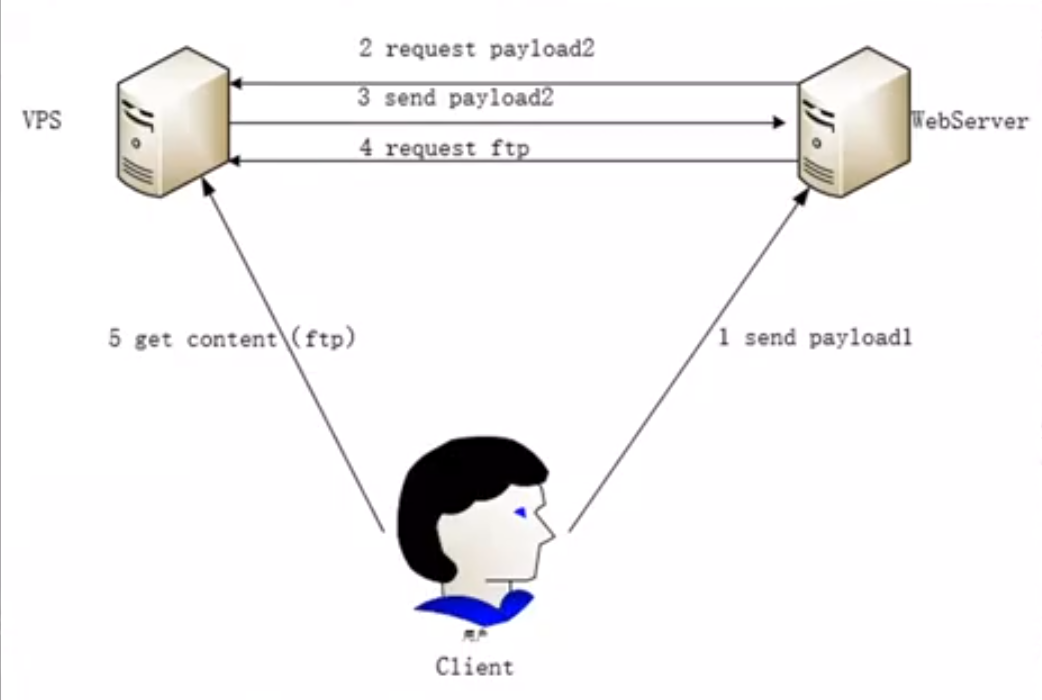 2 request payload2
3 send payload2
VPS
WebServer
4 request ftp
5 get content(ftp)
1 send payload1
用户
Client